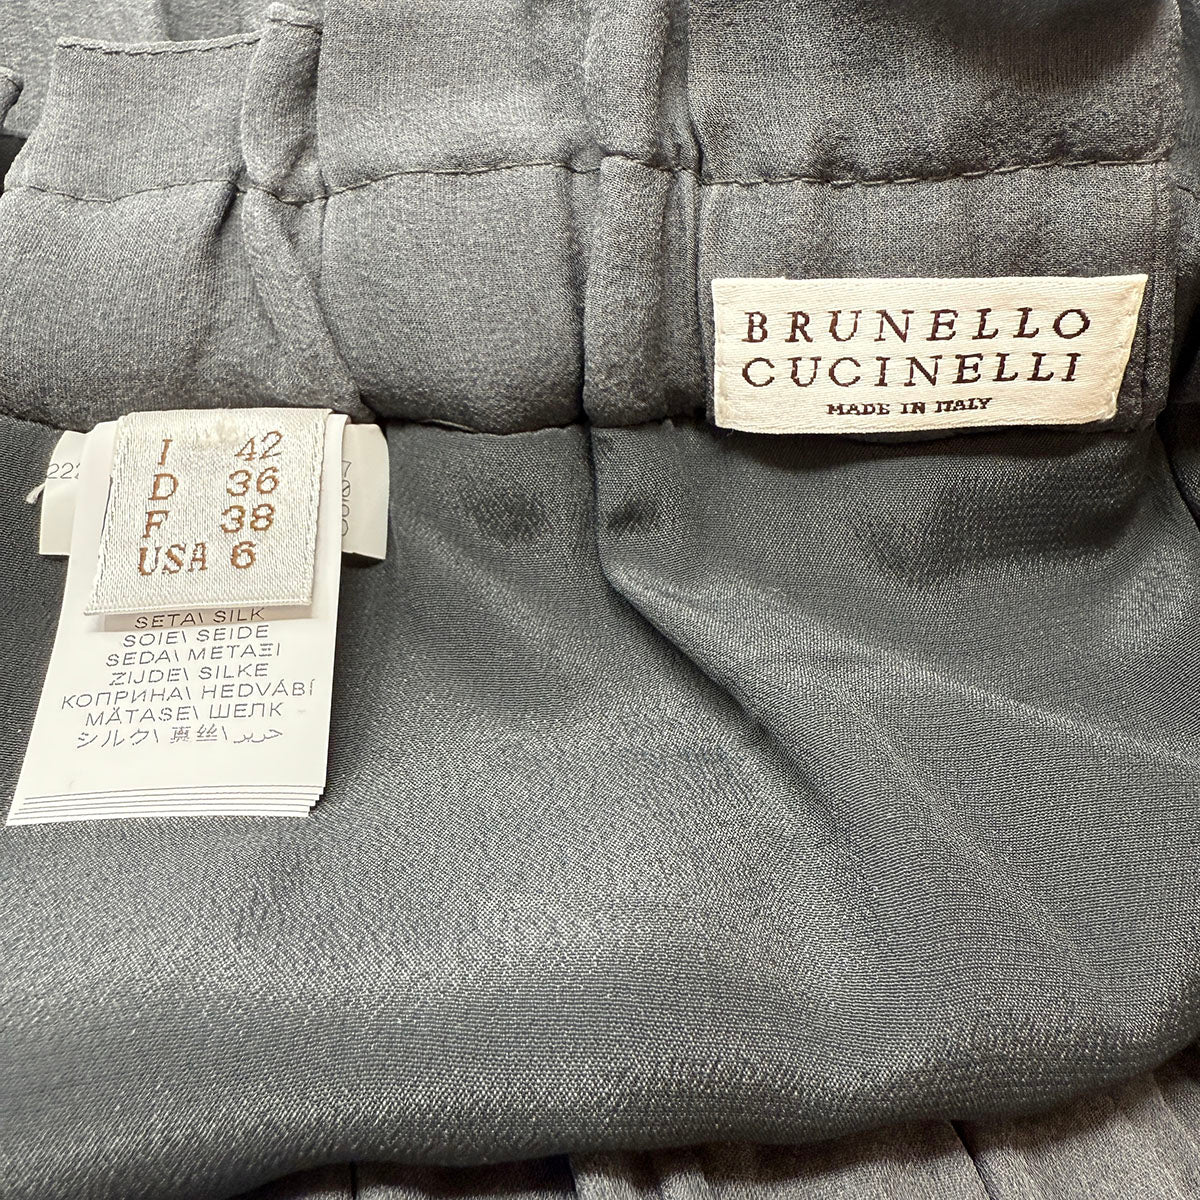 BRUNELLO
CUCINELLI
MADE IN ITALY
I 42
D 36
F 38
USA 6
SETA\ SILK
SOIE\ SEIDE
SEDA\ ΜΕΤΑΞΙ
ZIJDE\ SILKE
КОПРИНА\ HEDVÁBÍ
MĂTASE\ ШЕЛК
シルク\ 真丝\ حرير